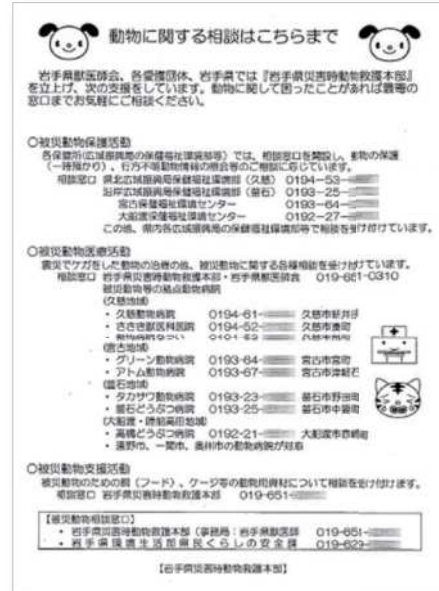 動物に関する相談はこちらまで
岩手県獣医師会、各愛護団体、岩手県では『岩手県災害時動物救護本部』
を立上げ、次の支援をしています。動物に関して困ったことがあれば最寄の
窓口までお気軽にご相談ください。
○被災動物保護活動
各保健所(広域振興局の保健福祉環境部等)では、相談窓口を開設し、動物の保護
(一時預かり)、行方不明動物情報の照会等のご相談に応じています。
相談窓口 県北広域振興局保健福祉環境部(久慈) 0194-53-
沿岸広域振興局保健福祉環境部(釜石) 0193-25-
宮古保健福祉環境センター 0193-64-
大船渡保健福祉環境センター 0192-27-
この他、県内各広域振興局の保健福祉環境部等で相談を受け付けています。
○被災動物医療活動
震災でケガをした動物の治療の他、被災動物に関する各種相談を受け付けています。
相談窓口 岩手県災害時動物救護本部・岩手県獣医師会 019-651-0310
被災動物等の拠点動物病院
(久慈地域)
・久慈動物病院 0194-61- 久慈市
・ささき獣医科医院 0194-52- 久慈市湊町
(宮古地域)
・グリーン動物病院 0193-64- 宮古市宮町
・アトム動物病院 0193-67- 宮古市津軽石
(釜石地域)
・タカサワ動物病院 0193-23- 釜石市野田町
・釜石どうぶつ病院 0193-25- 釜石市中妻町
(大船渡・陸前高田地域)
・高橋どうぶつ病院 0192-21- 大船渡市赤崎町
・遠野市、一関市、奥州市の動物病院が対応
○被災動物支援活動
被災動物のための餌(フード)、ケージ等の動物用資材について相談を受け付けます。
相談窓口 岩手県災害時動物救護本部 019-651-
【被災動物相談窓口】
・岩手県災害時動物救護本部(事務局:岩手県獣医師 019-651-
・岩手県環境生活部県民くらしの安全課 019-629-
【岩手県災害時動物救護本部】